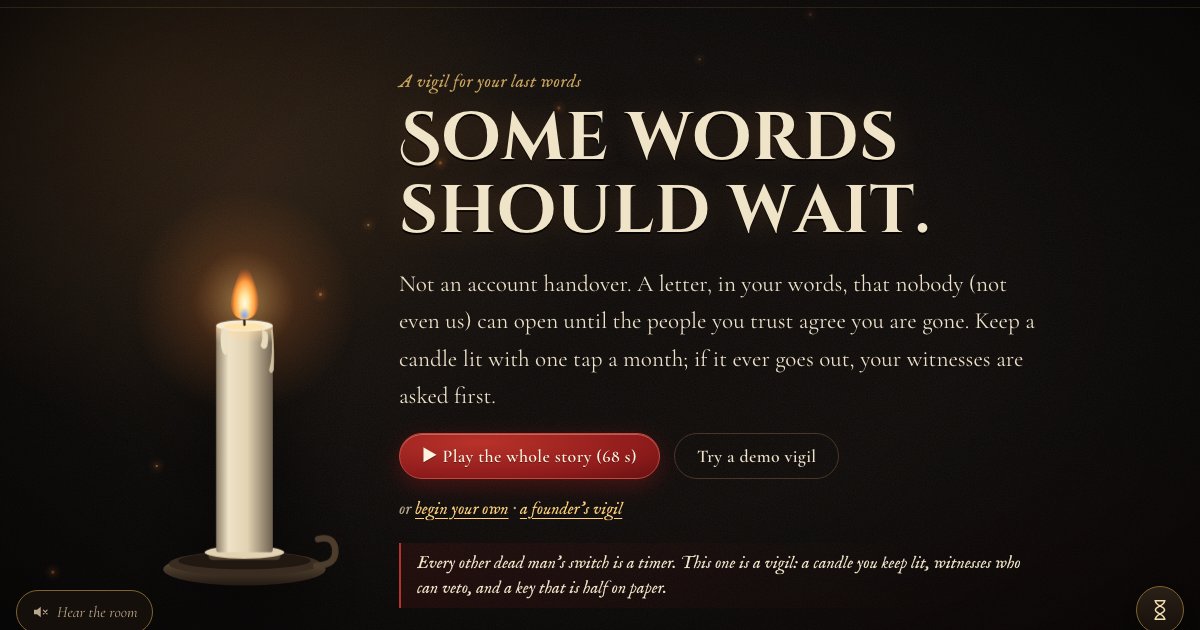 A vigil for your last words
SOME WORDS
SHOULD WAIT.
Not an account handover. A letter, in your words, that nobody (not
even us) can open until the people you trust agree you are gone. Keep a
candle lit with one tap a month; if it ever goes out, your witnesses are
asked first.
▶ Play the whole story (68 s)
Try a demo vigil
or begin your own · a founder's vigil
Every other dead man's switch is a timer. This one is a vigil: a candle you keep lit, witnesses who
can veto, and a key that is half on paper.
Hear the room